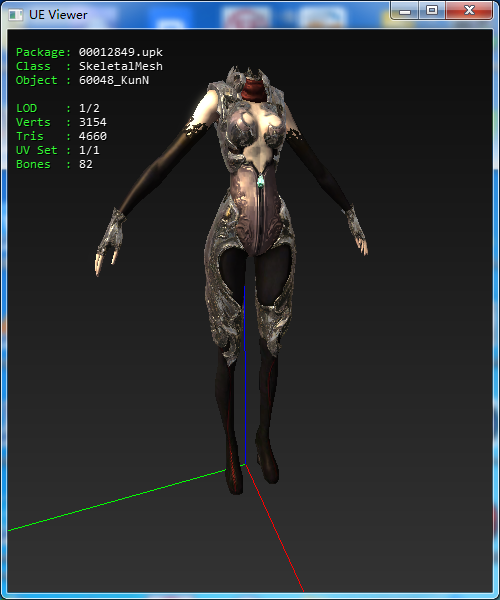 UE Viewer
Package: 00012849.upk
Class : SkeletalMesh
Object : 60048_KunN
LOD : 1/2
Verts : 3154
Tris : 4660
UV Set : 1/1
Bones : 82